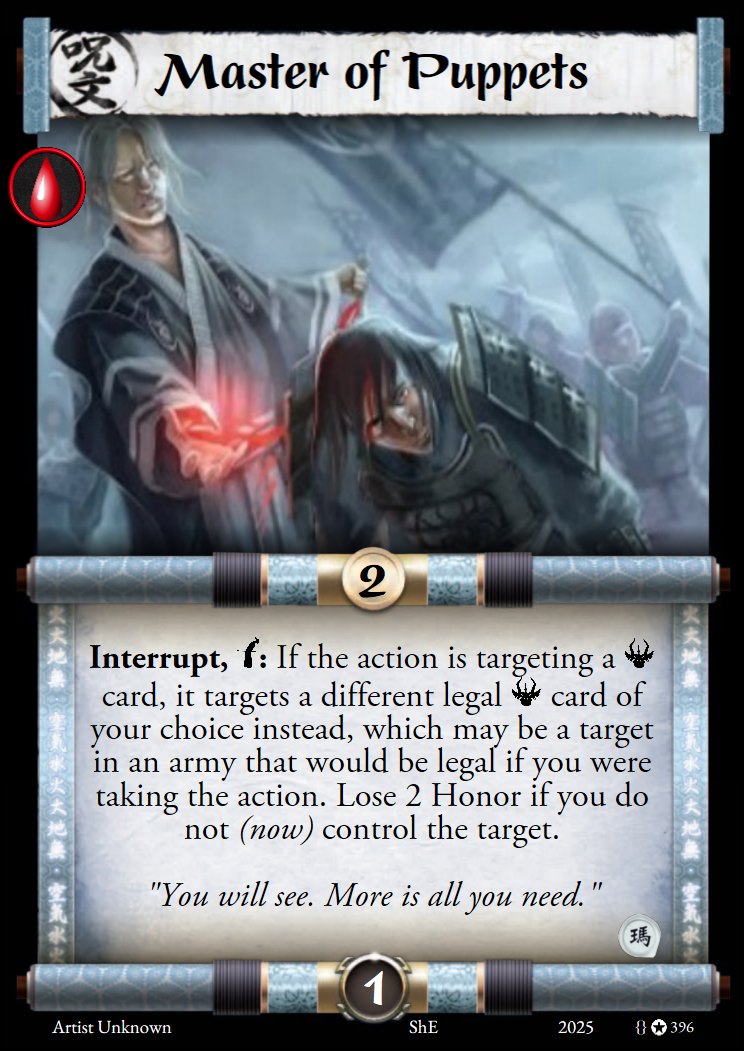 呪文
Master of Puppets
2
Interrupt, : If the action is targeting a
card, it targets a different legal card of
your choice instead, which may be a target
in an army that would be legal if you were
taking the action. Lose 2 Honor if you do
not (now) control the target.
"You will see. More is all you need."
瑪
1
Artist Unknown ShE 2025 {} 396